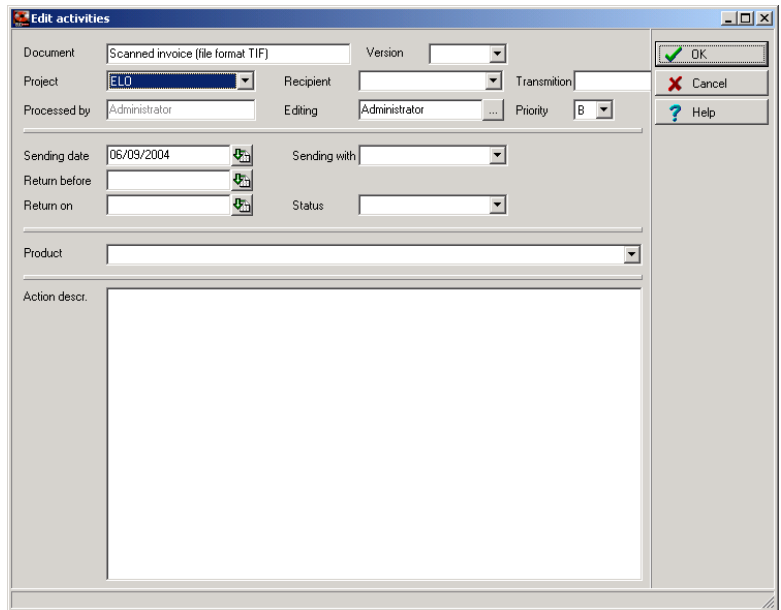 Edit activities
Document Scanned invoice (file format TIF) Version
Project ELO Recipient Transmition
Processed by Administrator Editing Administrator ... Priority B
Sending date 06/09/2004 Sending with
Return before
Return on Status
Product
Action descr.
OK
Cancel
? Help